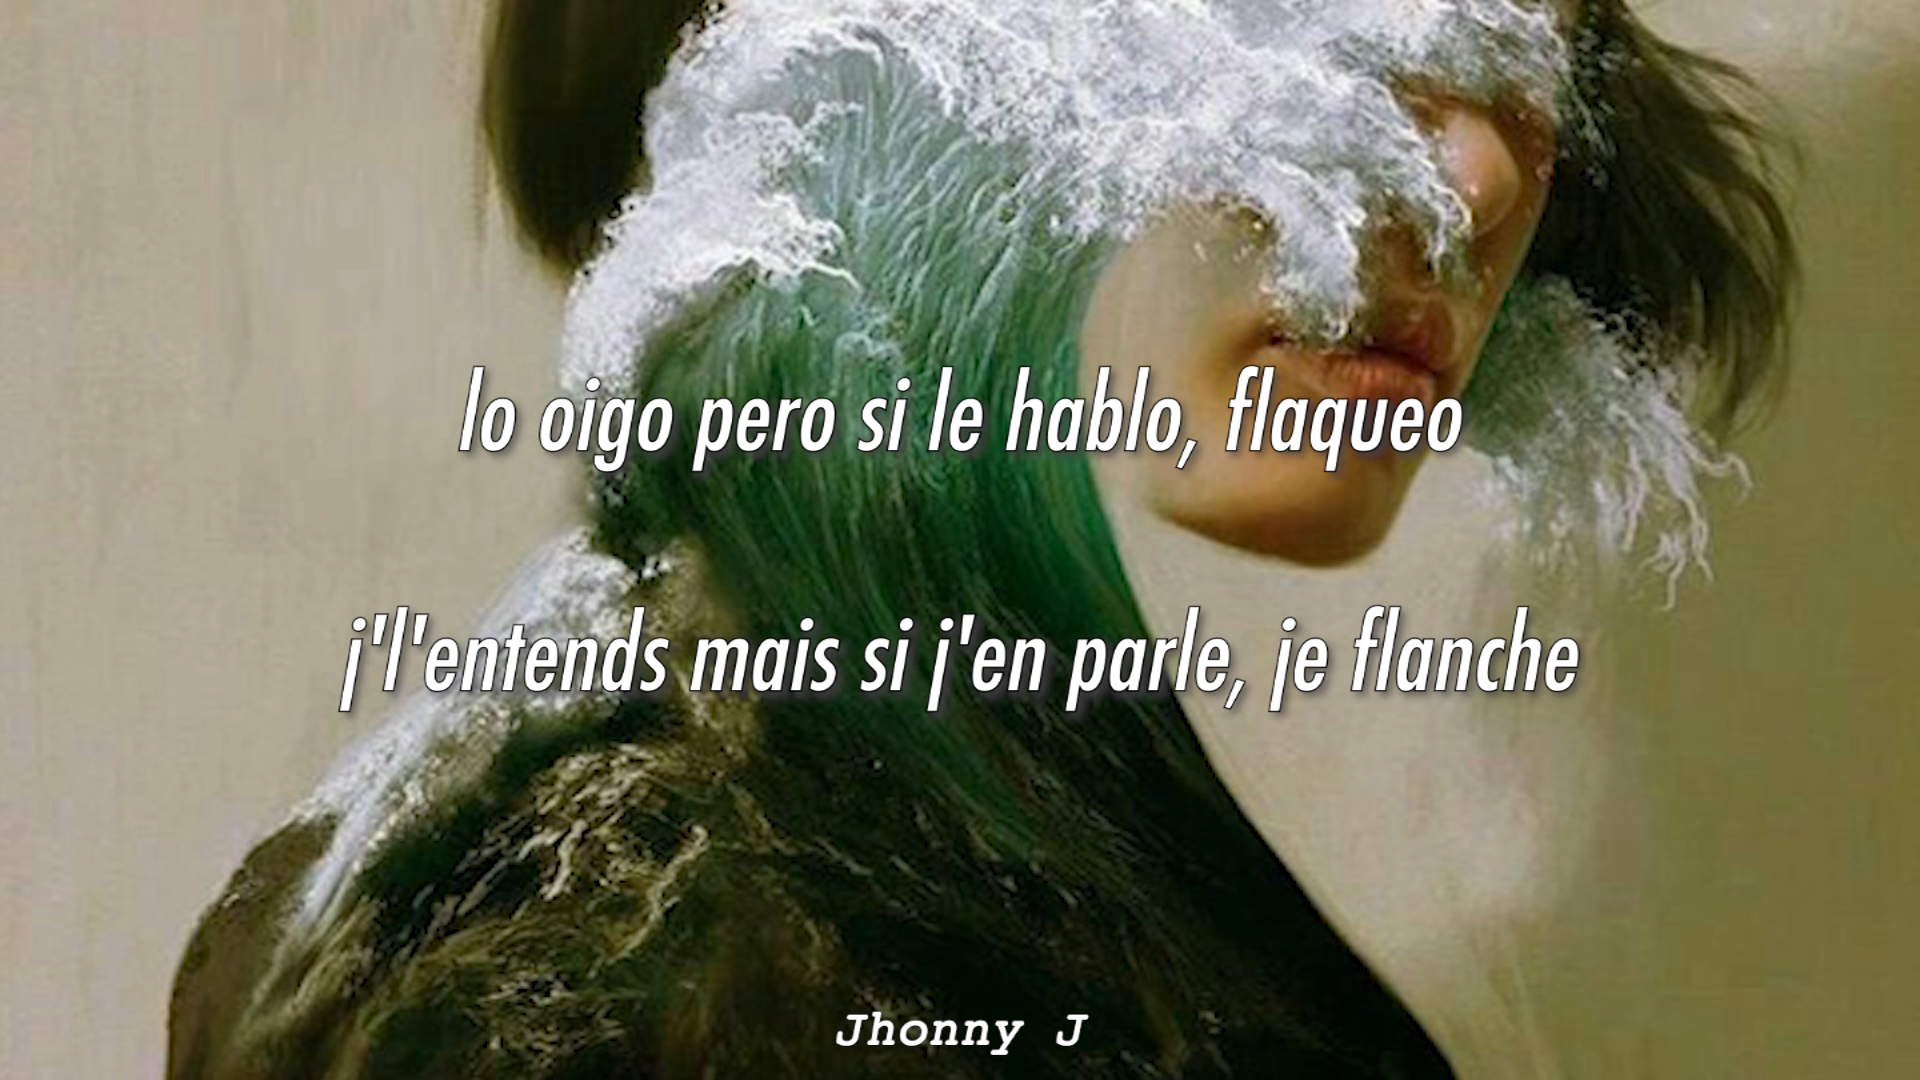 lo oigo pero si le hablo, flaqueo
j'l'entends mais si j'en parle, je flanche
Jhonny J